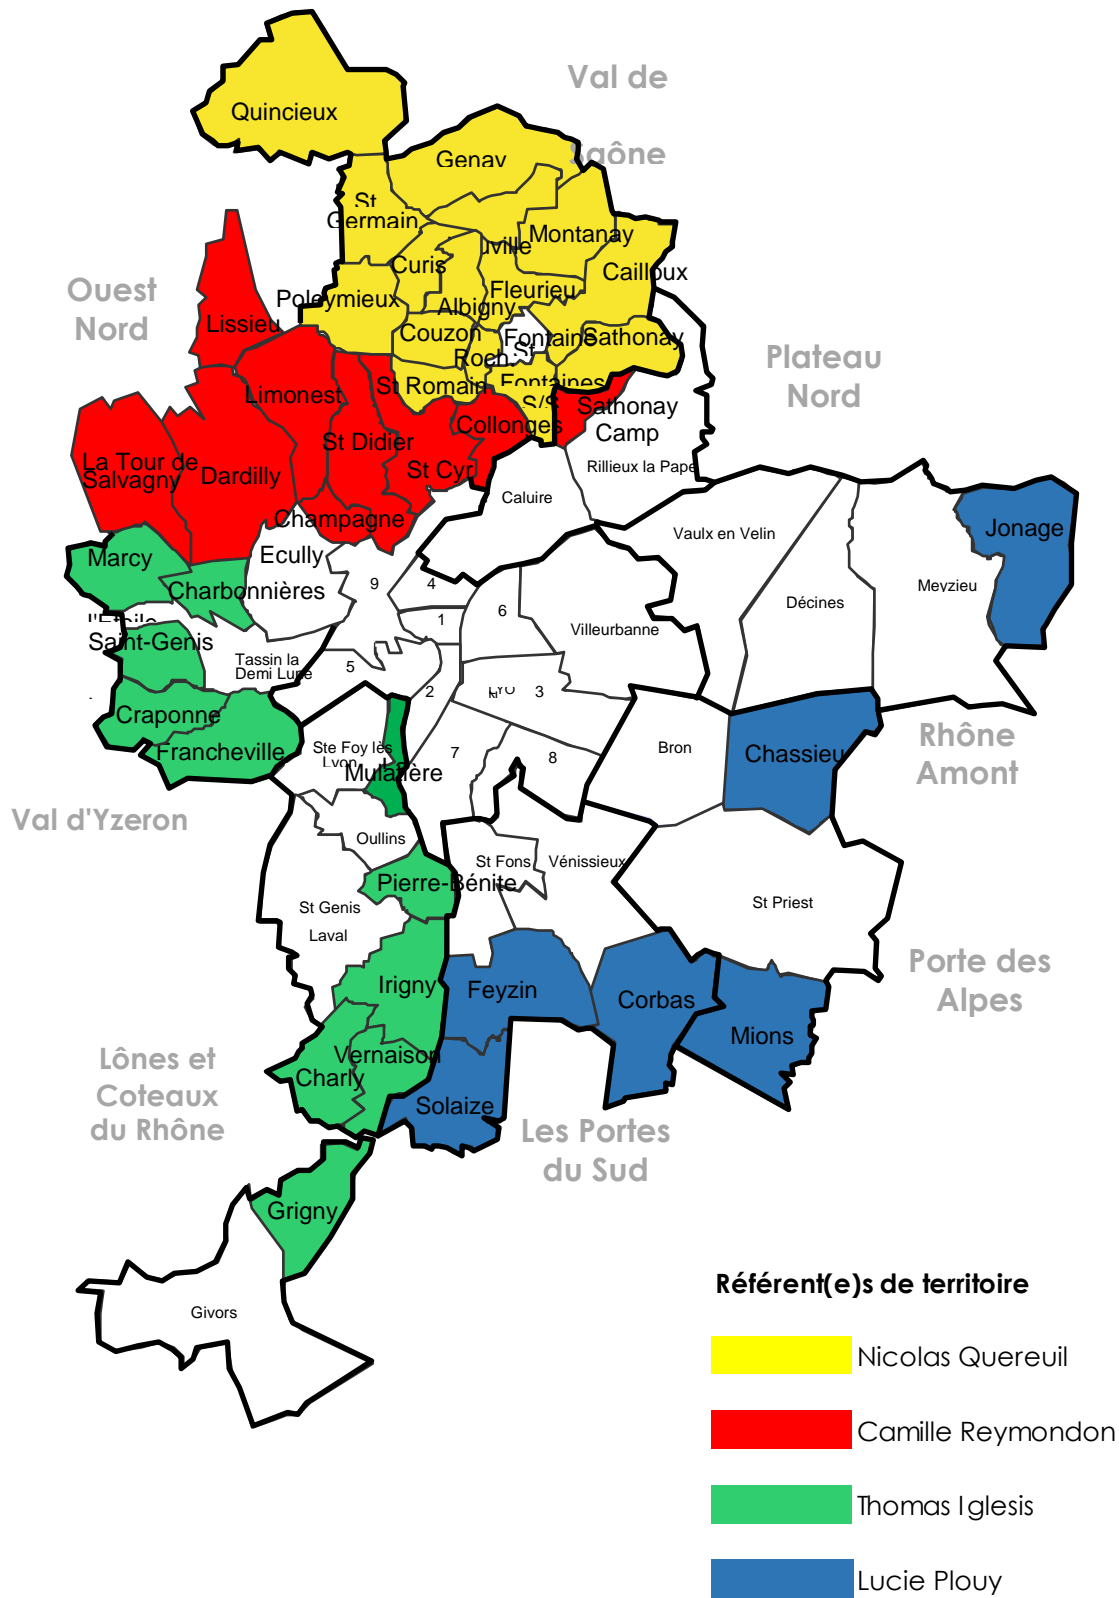 Val de
Saône
Quincieux
Genay
St
Germain
Montanay
Curis
Cailloux
Ouest
Nord
Poleymieux
Fleurieu
Albigny
Lissieu
Couzon
Fontaine
Sathonay
Roch.
St
Plateau
Nord
Limonest
St Romain
Fontaines
S/S
Sathonay
Camp
Collonges
St Didier
La Tour de
Salvagny
Dardilly
St Cyr
Rillieux la Pape
Caluire
Champagne
Vaulx en Velin
Jonage
Marcy
l'Etoile
Ecully
Charbonnières
9
4
Meyzieu
Décines
6
1
Villeurbanne
Saint-Genis
Tassin la
Demi Lune
5
2
3
Craponne
Francheville
Ste Foy lès
Lyon
Mulatière
7
8
Bron
Chassieu
Rhône
Amont
Val d'Yzeron
Oullins
St Fons
Vénissieux
Pierre-Bénite
St Genis
Laval
St Priest
Porte des
Alpes
Irigny
Feyzin
Corbas
Mions
Lônes et
Coteaux
du Rhône
Vernaison
Charly
Solaize
Les Portes
du Sud
Grigny
Givors
Référent(e)s de territoire
Nicolas Quereuil
Camille Reymondon
Thomas Iglesis
Lucie Plouy